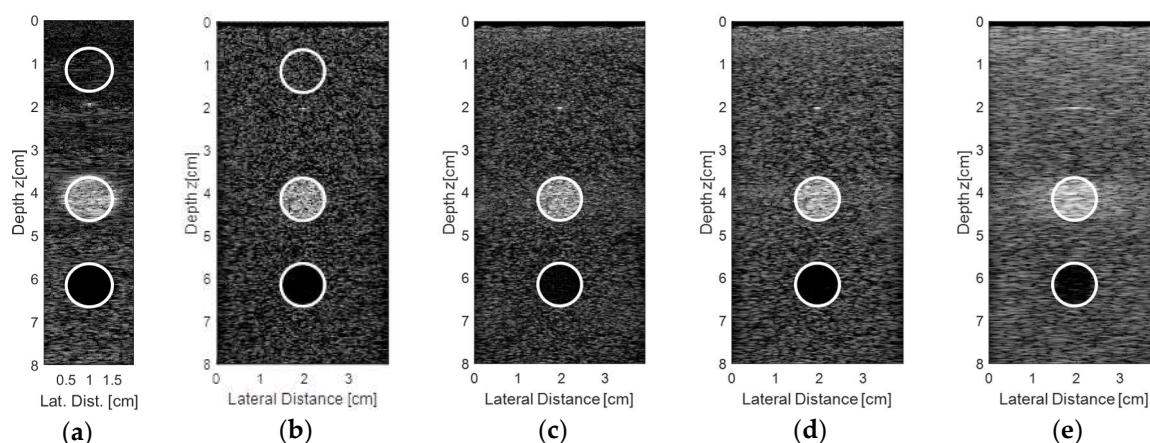 0
1
2
3
4
5
6
7
8
Depth z[cm]
0.5 1 1.5
Lat. Dist. [cm]
(a)
0
1
2
3
4
5
6
7
8
Depth z[cm]
0 1 2 3
Lateral Distance [cm]
(b)
0
1
2
3
4
5
6
7
8
Depth z[cm]
0 1 2 3
Lateral Distance [cm]
(c)
0
1
2
3
4
5
6
7
8
Depth z[cm]
0 1 2 3
Lateral Distance [cm]
(d)
0
1
2
3
4
5
6
7
8
Depth z[cm]
0 1 2 3
Lateral Distance [cm]
(e)